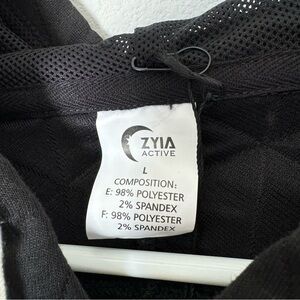 ZYIA
ACTIVE
L
COMPOSITION:
E: 98% POLYESTER
2% SPANDEX
F: 98% POLYESTER
2% SPANDEX